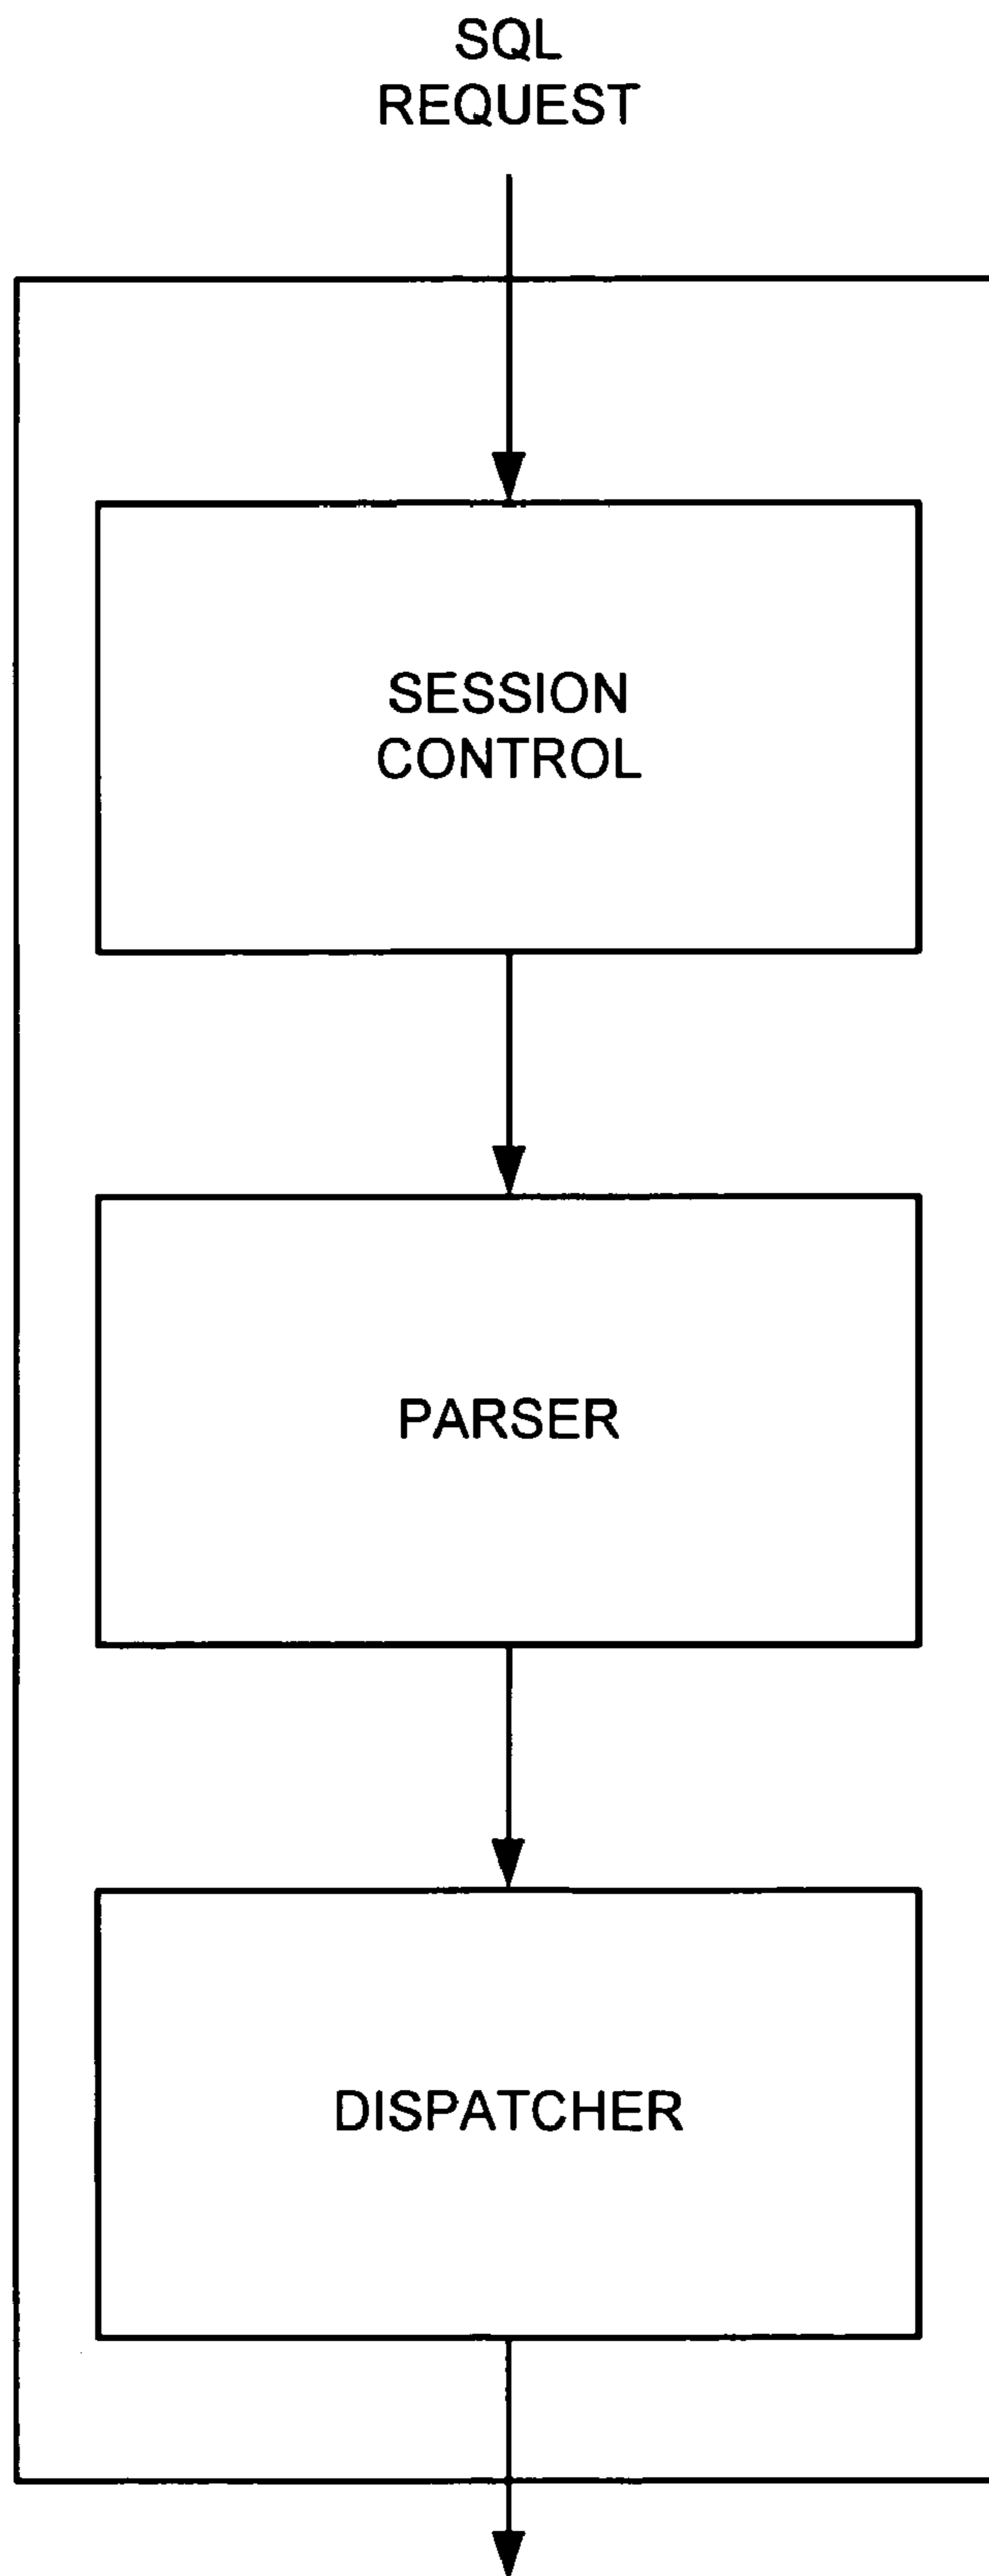 SQL
REQUEST
SESSION
CONTROL
PARSER
DISPATCHER